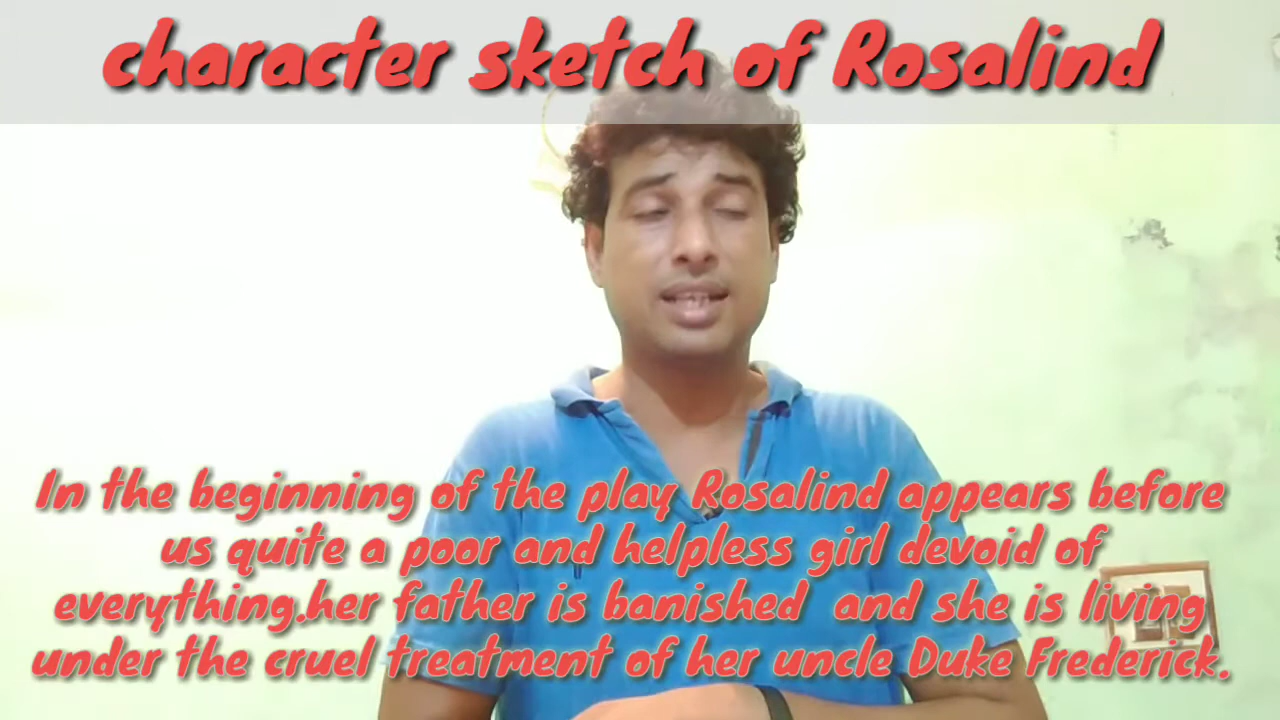 character sketch of Rosalind
In the beginning of the play Rosalind appears before
us quite a poor and helpless girl devoid of
everything.her father is banished and she is living
under the cruel treatment of her uncle Duke Frederick.